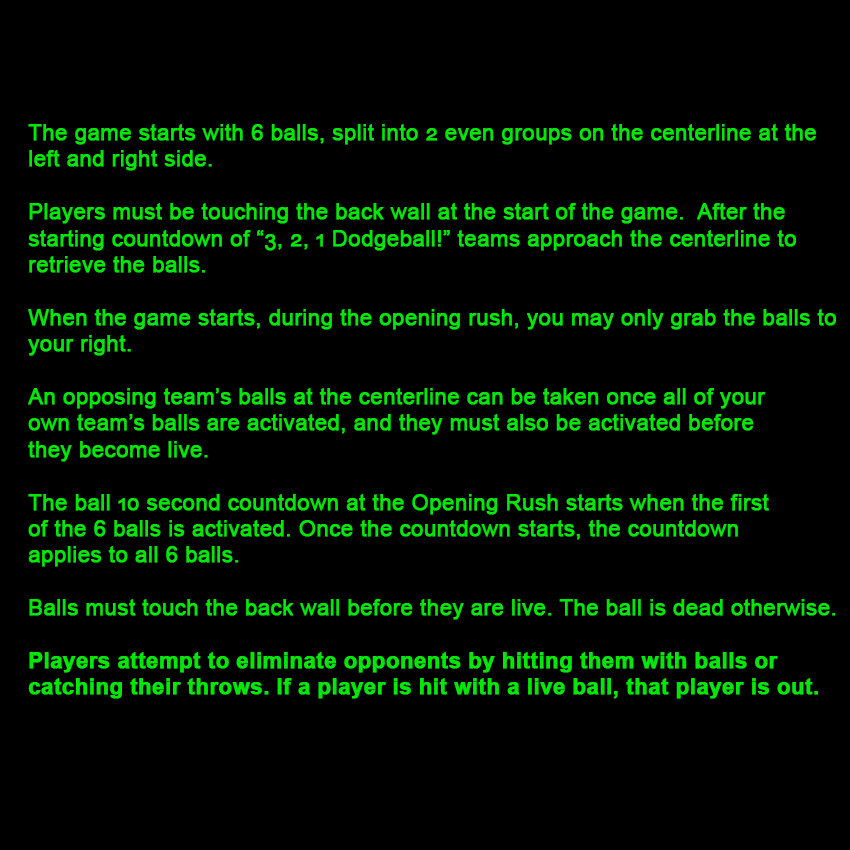 The game starts with 6 balls, split into 2 even groups on the centerline at the
left and right side.
Players must be touching the back wall at the start of the game.  After the
starting countdown of “3, 2, 1 Dodgeball!” teams approach the centerline to
retrieve the balls.
When the game starts, during the opening rush, you may only grab the balls to
your right.
An opposing team’s balls at the centerline can be taken once all of your
own team’s balls are activated, and they must also be activated before
they become live.
The ball 10 second countdown at the Opening Rush starts when the first
of the 6 balls is activated. Once the countdown starts, the countdown
applies to all 6 balls.
Balls must touch the back wall before they are live. The ball is dead otherwise.
Players attempt to eliminate opponents by hitting them with balls or
catching their throws. If a player is hit with a live ball, that player is out.